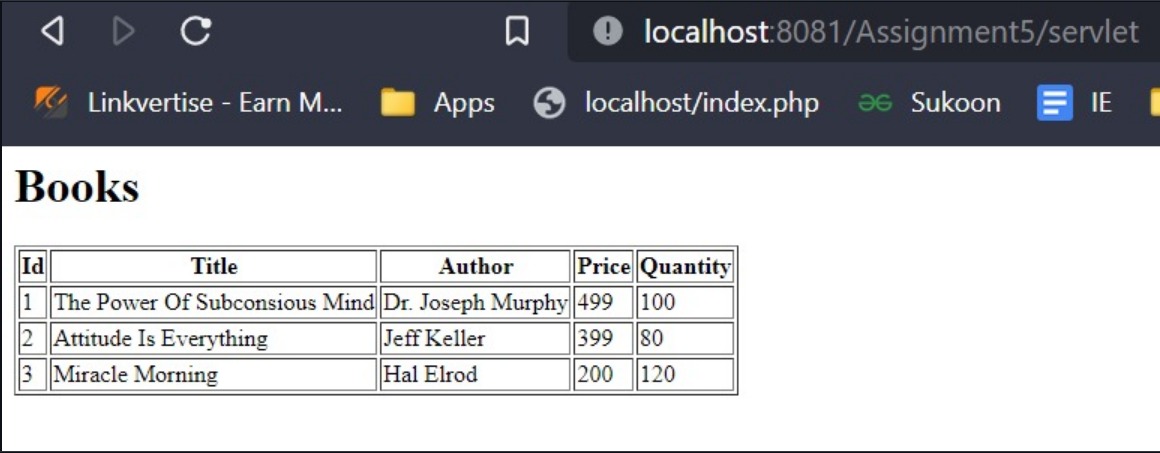 localhost:8081/Assignment5/servlet
Linkvertise - Earn M... Apps localhost/index.php Sukoon IE
Books
Id Title Author Price Quantity
1 The Power Of Subconsious Mind Dr. Joseph Murphy 499 100
2 Attitude Is Everything Jeff Keller 399 80
3 Miracle Morning Hal Elrod 200 120